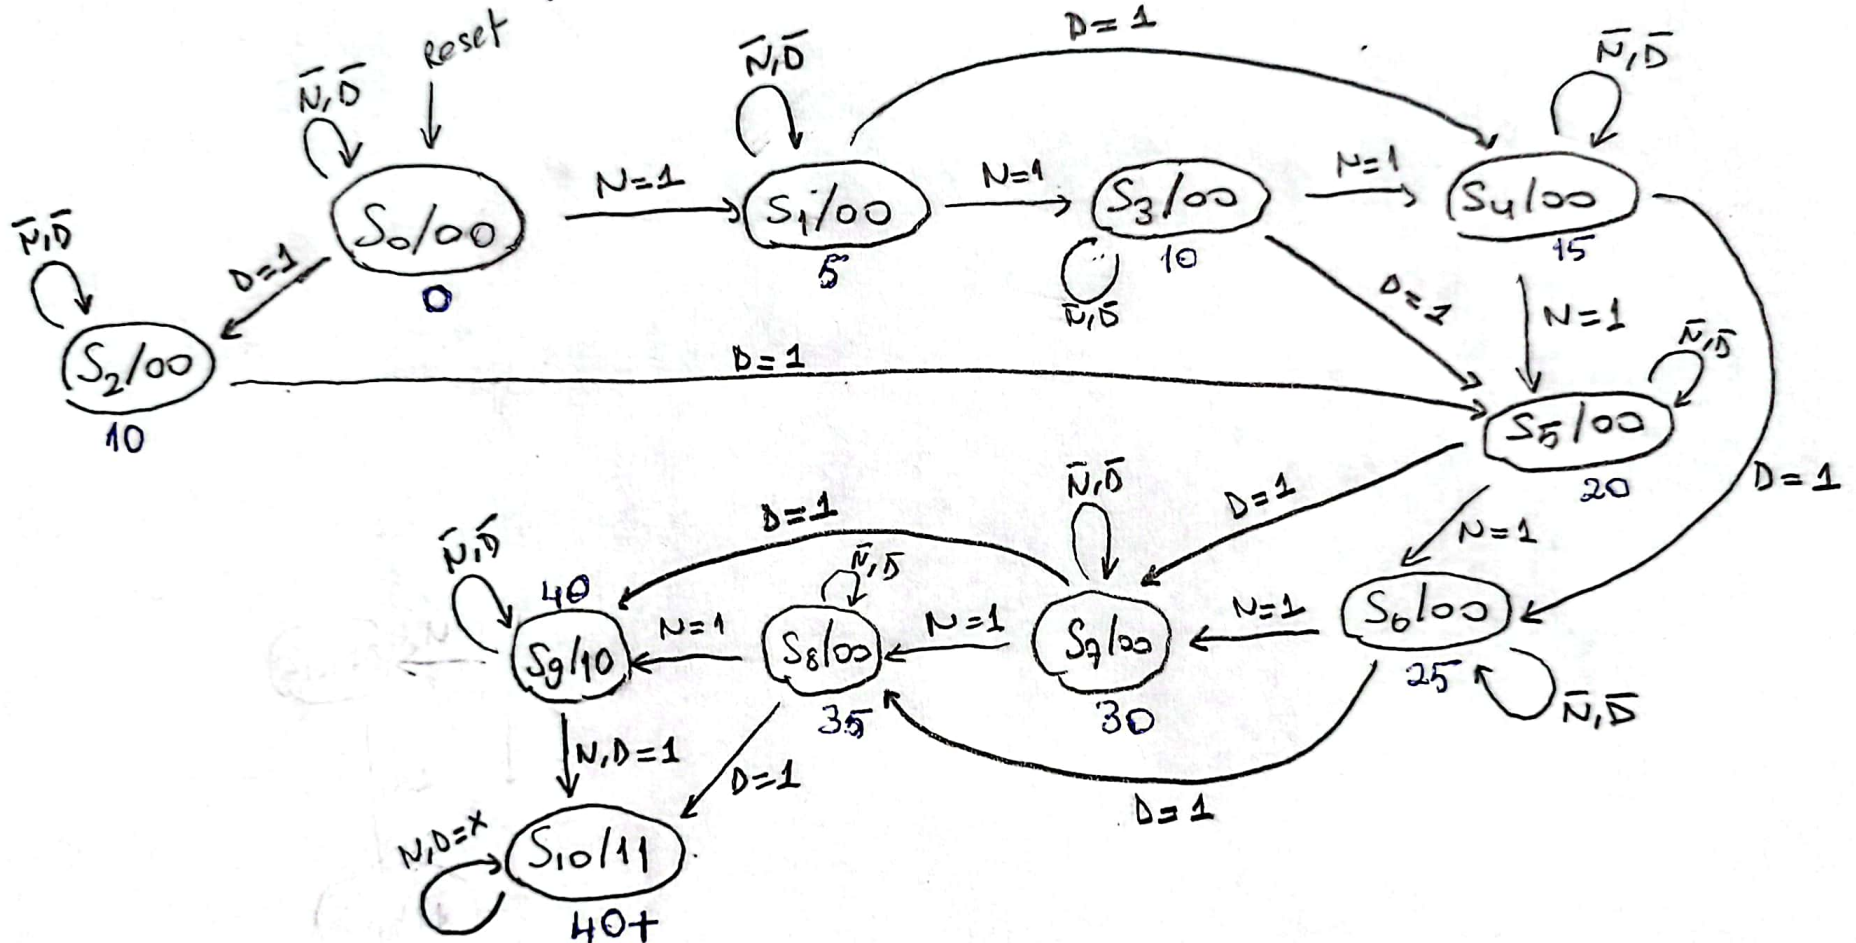 Reset
N̅,D̅
S₀/00
0
N=1
D=1
N̅,D̅
S₂/00
10
D=1
N̅,D̅
S₁/00
5
N=1
D=1
S₃/00
10
N̅,D̅
N=1
D=1
N̅,D̅
S₄/00
15
N=1
D=1
N̅,D̅
S₅/00
20
D=1
N=1
S₆/00
25
N̅,D̅
N=1
D=1
N̅,D̅
S₇/00
30
N=1
D=1
N̅,D̅
S₈/00
35
N=1
D=1
N̅,D̅
40
S₉/10
N,D=1
N,D=X
S₁₀/11
40+